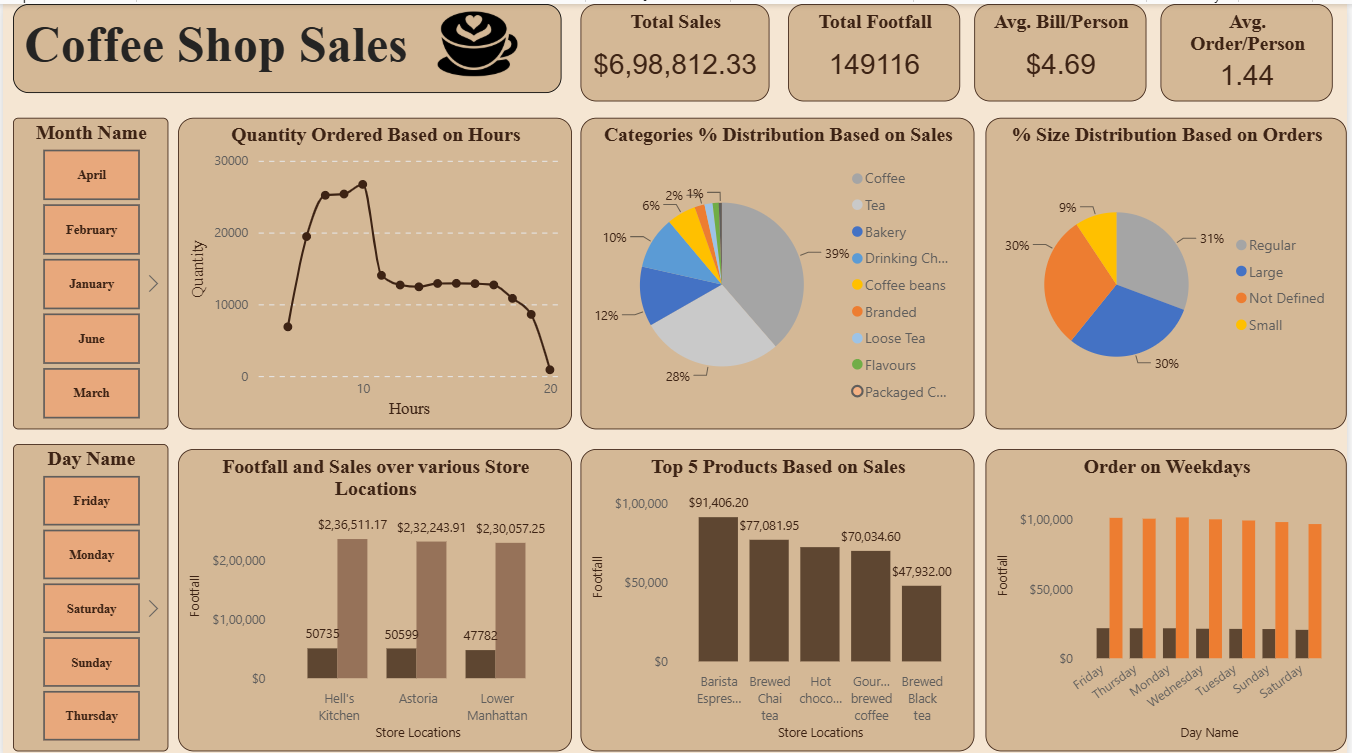 Coffee Shop Sales
Total Sales
$6,98,812.33
Total Footfall
149116
Avg. Bill/Person
$4.69
Avg.
Order/Person
1.44
Month Name
April
February
January
June
March
Quantity Ordered Based on Hours
30000
20000
10000
0
Quantity
10
20
Hours
Categories % Distribution Based on Sales
39%
28%
12%
10%
6%
2%
1%
Coffee
Tea
Bakery
Drinking Ch...
Coffee beans
Branded
Loose Tea
Flavours
Packaged C...
% Size Distribution Based on Orders
31%
30%
30%
9%
Regular
Large
Not Defined
Small
Day Name
Friday
Monday
Saturday
Sunday
Thursday
Footfall and Sales over various Store
Locations
Footfall
$2,00,000
$1,00,000
$0
$2,36,511.17
$2,32,243.91
$2,30,057.25
50735
50599
47782
Hell's
Kitchen
Astoria
Lower
Manhattan
Store Locations
Top 5 Products Based on Sales
Footfall
$1,00,000
$50,000
$0
$91,406.20
$77,081.95
$70,034.60
$47,932.00
Barista
Espres...
Brewed
Chai
tea
Hot
choco...
Gour...
brewed
coffee
Brewed
Black
tea
Store Locations
Order on Weekdays
Footfall
$1,00,000
$50,000
$0
Friday
Thursday
Monday
Wednesday
Tuesday
Sunday
Saturday
Day Name